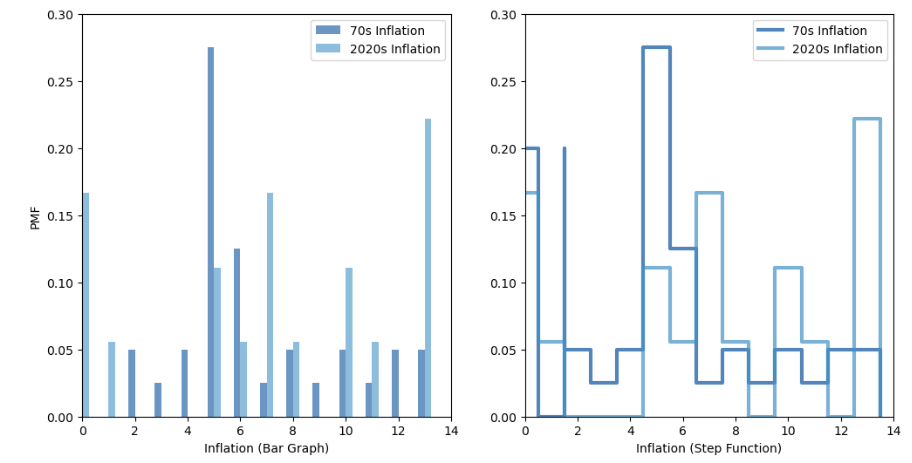 0.30
0.25
0.20
0.15
0.10
0.05
0.00
PMF
0 2 4 6 8 10 12 14
Inflation (Bar Graph)
70s Inflation
2020s Inflation
0.30
0.25
0.20
0.15
0.10
0.05
0.00
0 2 4 6 8 10 12 14
Inflation (Step Function)
70s Inflation
2020s Inflation